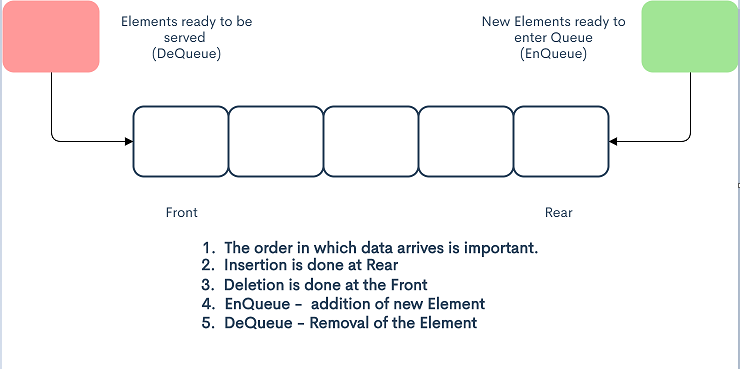 Elements ready to be
served
(DeQueue)
New Elements ready to
enter Queue
(EnQueue)
Front
Rear
1. The order in which data arrives is important.
2. Insertion is done at Rear
3. Deletion is done at the Front
4. EnQueue - addition of new Element
5. DeQueue - Removal of the Element